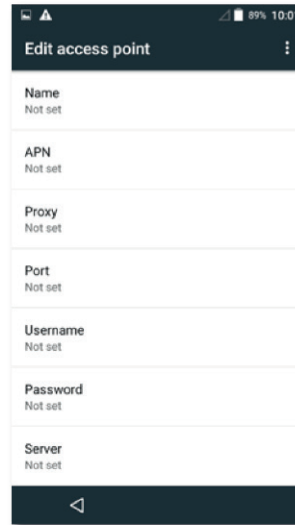 89% 10:0
Edit access point
Name
Not set
APN
Not set
Proxy
Not set
Port
Not set
Username
Not set
Password
Not set
Server
Not set